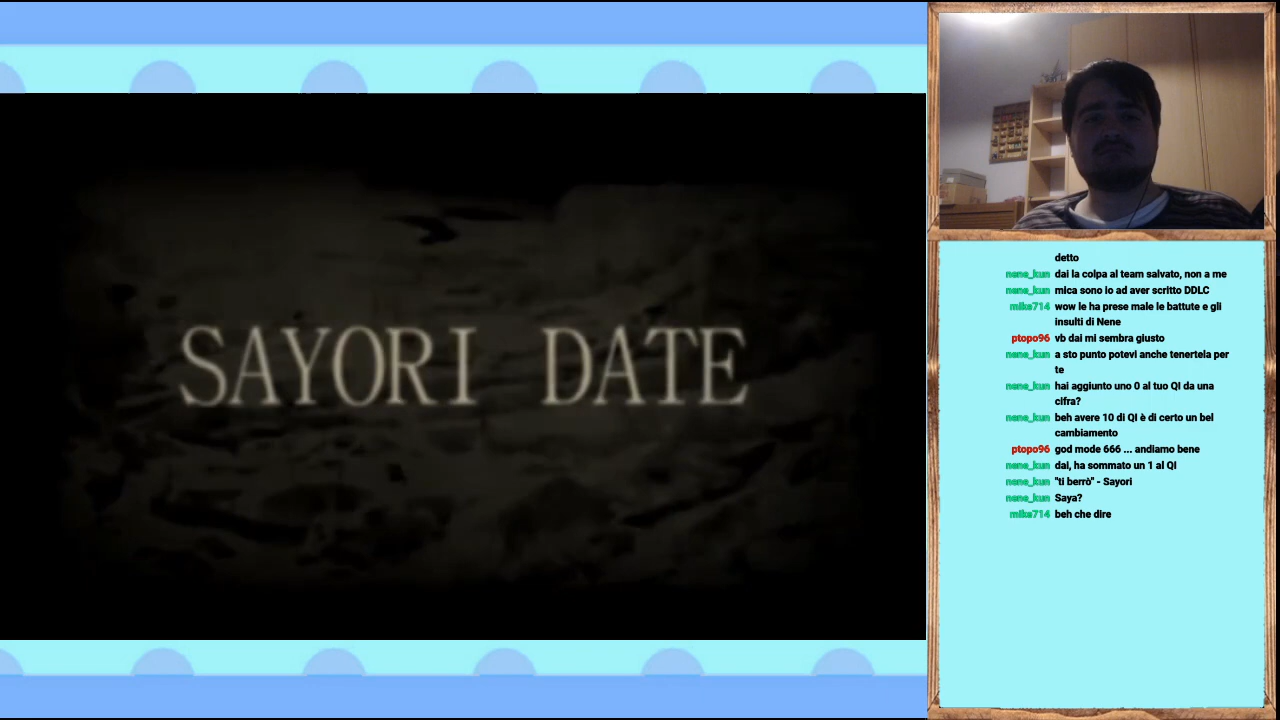 SAYORI DATE
detto
nene_kun dai la colpa al team salvato, non a me
nene_kun mica sono io ad aver scritto DDLC
mike714 wow le ha prese male le battute e gli
insulti di Nene
ptopo96 vb dai mi sembra giusto
nene_kun a sto punto potevi anche tenertela per
te
nene_kun hai aggiunto uno 0 al tuo QI da una
cifra?
nene_kun beh avere 10 di QI è di certo un bel
cambiamento
ptopo96 god mode 666 ... andiamo bene
nene_kun dai, ha sommato un 1 al QI
nene_kun "ti berrò" - Sayori
nene_kun Saya?
mike714 beh che dire